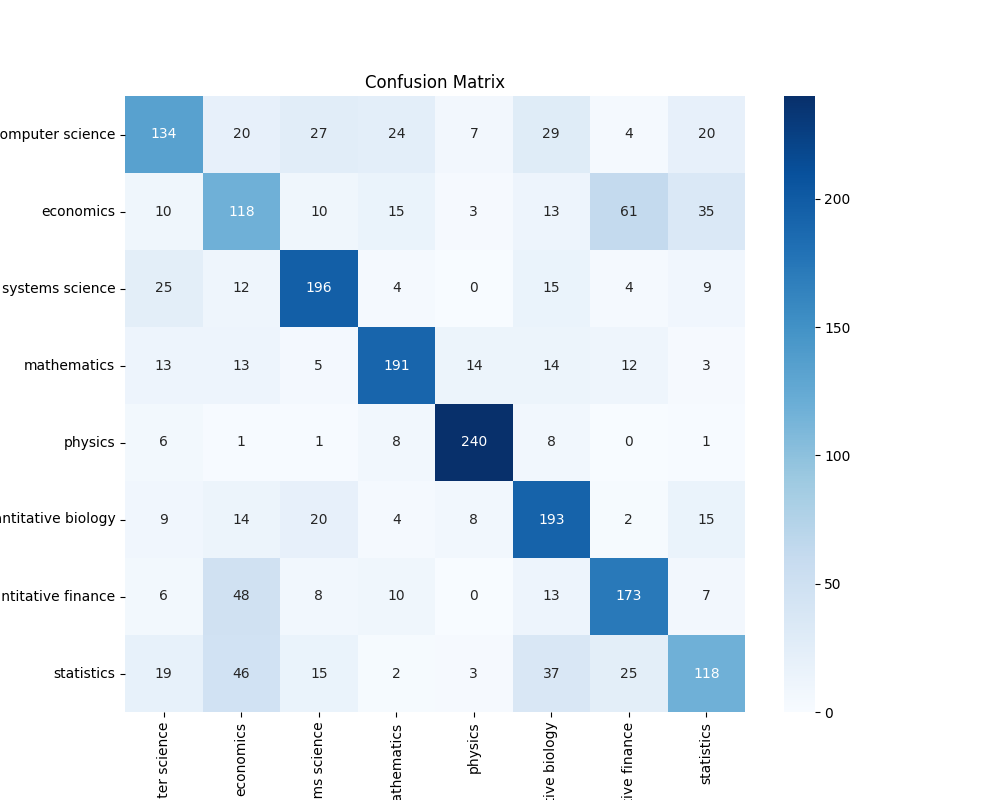 Confusion Matrix
omputer science 134 20 27 24 7 29 4 20
economics 10 118 10 15 3 13 61 35
systems science 25 12 196 4 0 15 4 9
mathematics 13 13 5 191 14 14 12 3
physics 6 1 1 8 240 8 0 1
ntitative biology 9 14 20 4 8 193 2 15
ntitative finance 6 48 8 10 0 13 173 7
statistics 19 46 15 2 3 37 25 118
ter science
economics
ms science
athematics
physics
tive biology
tive finance
statistics
200
150
100
50
0